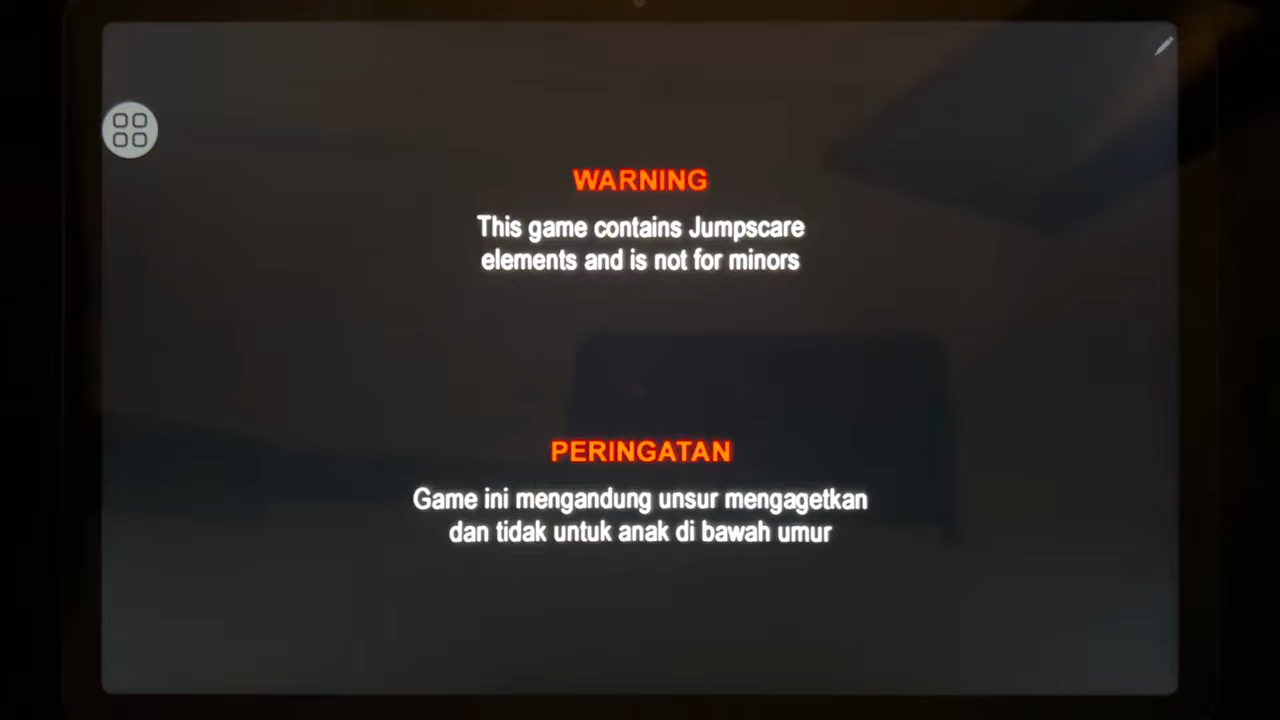 WARNING
This game contains Jumpscare
elements and is not for minors
PERINGATAN
Game ini mengandung unsur mengagetkan
dan tidak untuk anak di bawah umur